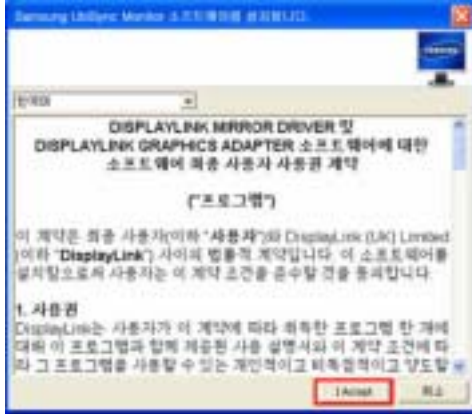 Samsung UbiSync Monitor 소프트웨어를 설치합니다.
한국어
DISPLAYLINK MIRROR DRIVER 및
DISPLAYLINK GRAPHICS ADAPTER 소프트웨어에 대한
소프트웨어 최종 사용자 사용권 계약
("프로그램")
이 계약은 최종 사용자(이하 "사용자")와 DisplayLink (UK) Limited
(이하 "DisplayLink") 사이의 법률적 계약입니다. 이 소프트웨어를
설치함으로써 사용자는 이 계약 조건을 준수할 것을 동의합니다.
1. 사용권
DisplayLink는 사용자가 이 계약에 따라 취득한 프로그램 한 개에
대해 이 프로그램과 함께 제공된 사용 설명서와 이 계약 조건에 따
라 그 프로그램을 사용할 수 있는 개인적이고 비독점적이고 양도할
I Accept
취소